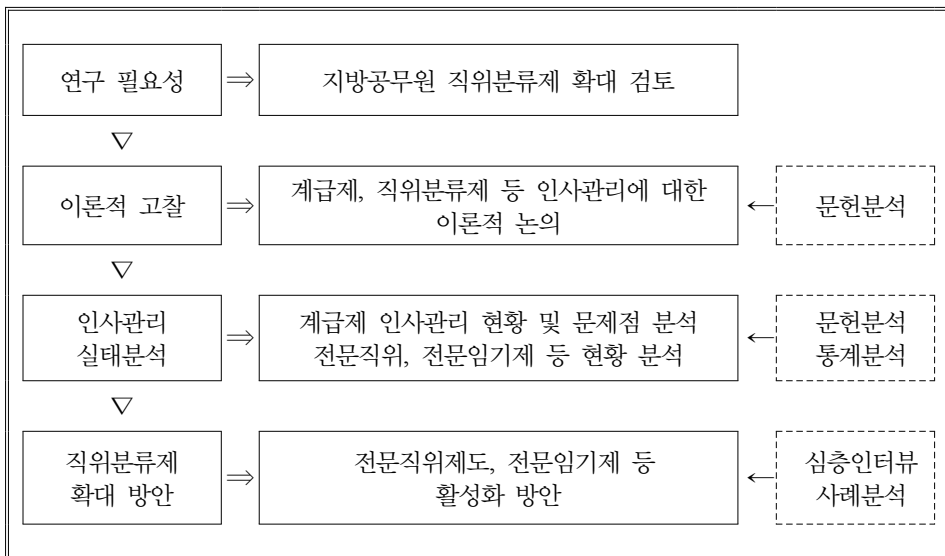 연구 필요성 ⇒ 지방공무원 직위분류제 확대 검토
▽
이론적 고찰 ⇒ 계급제, 직위분류제 등 인사관리에 대한
이론적 논의 ← 문헌분석
▽
인사관리
실태분석 ⇒ 계급제 인사관리 현황 및 문제점 분석
전문직위, 전문임기제 등 현황 분석 ← 문헌분석
통계분석
▽
직위분류제
확대 방안 ⇒ 전문직위제도, 전문임기제 등
활성화 방안 ← 심층인터뷰
사례분석